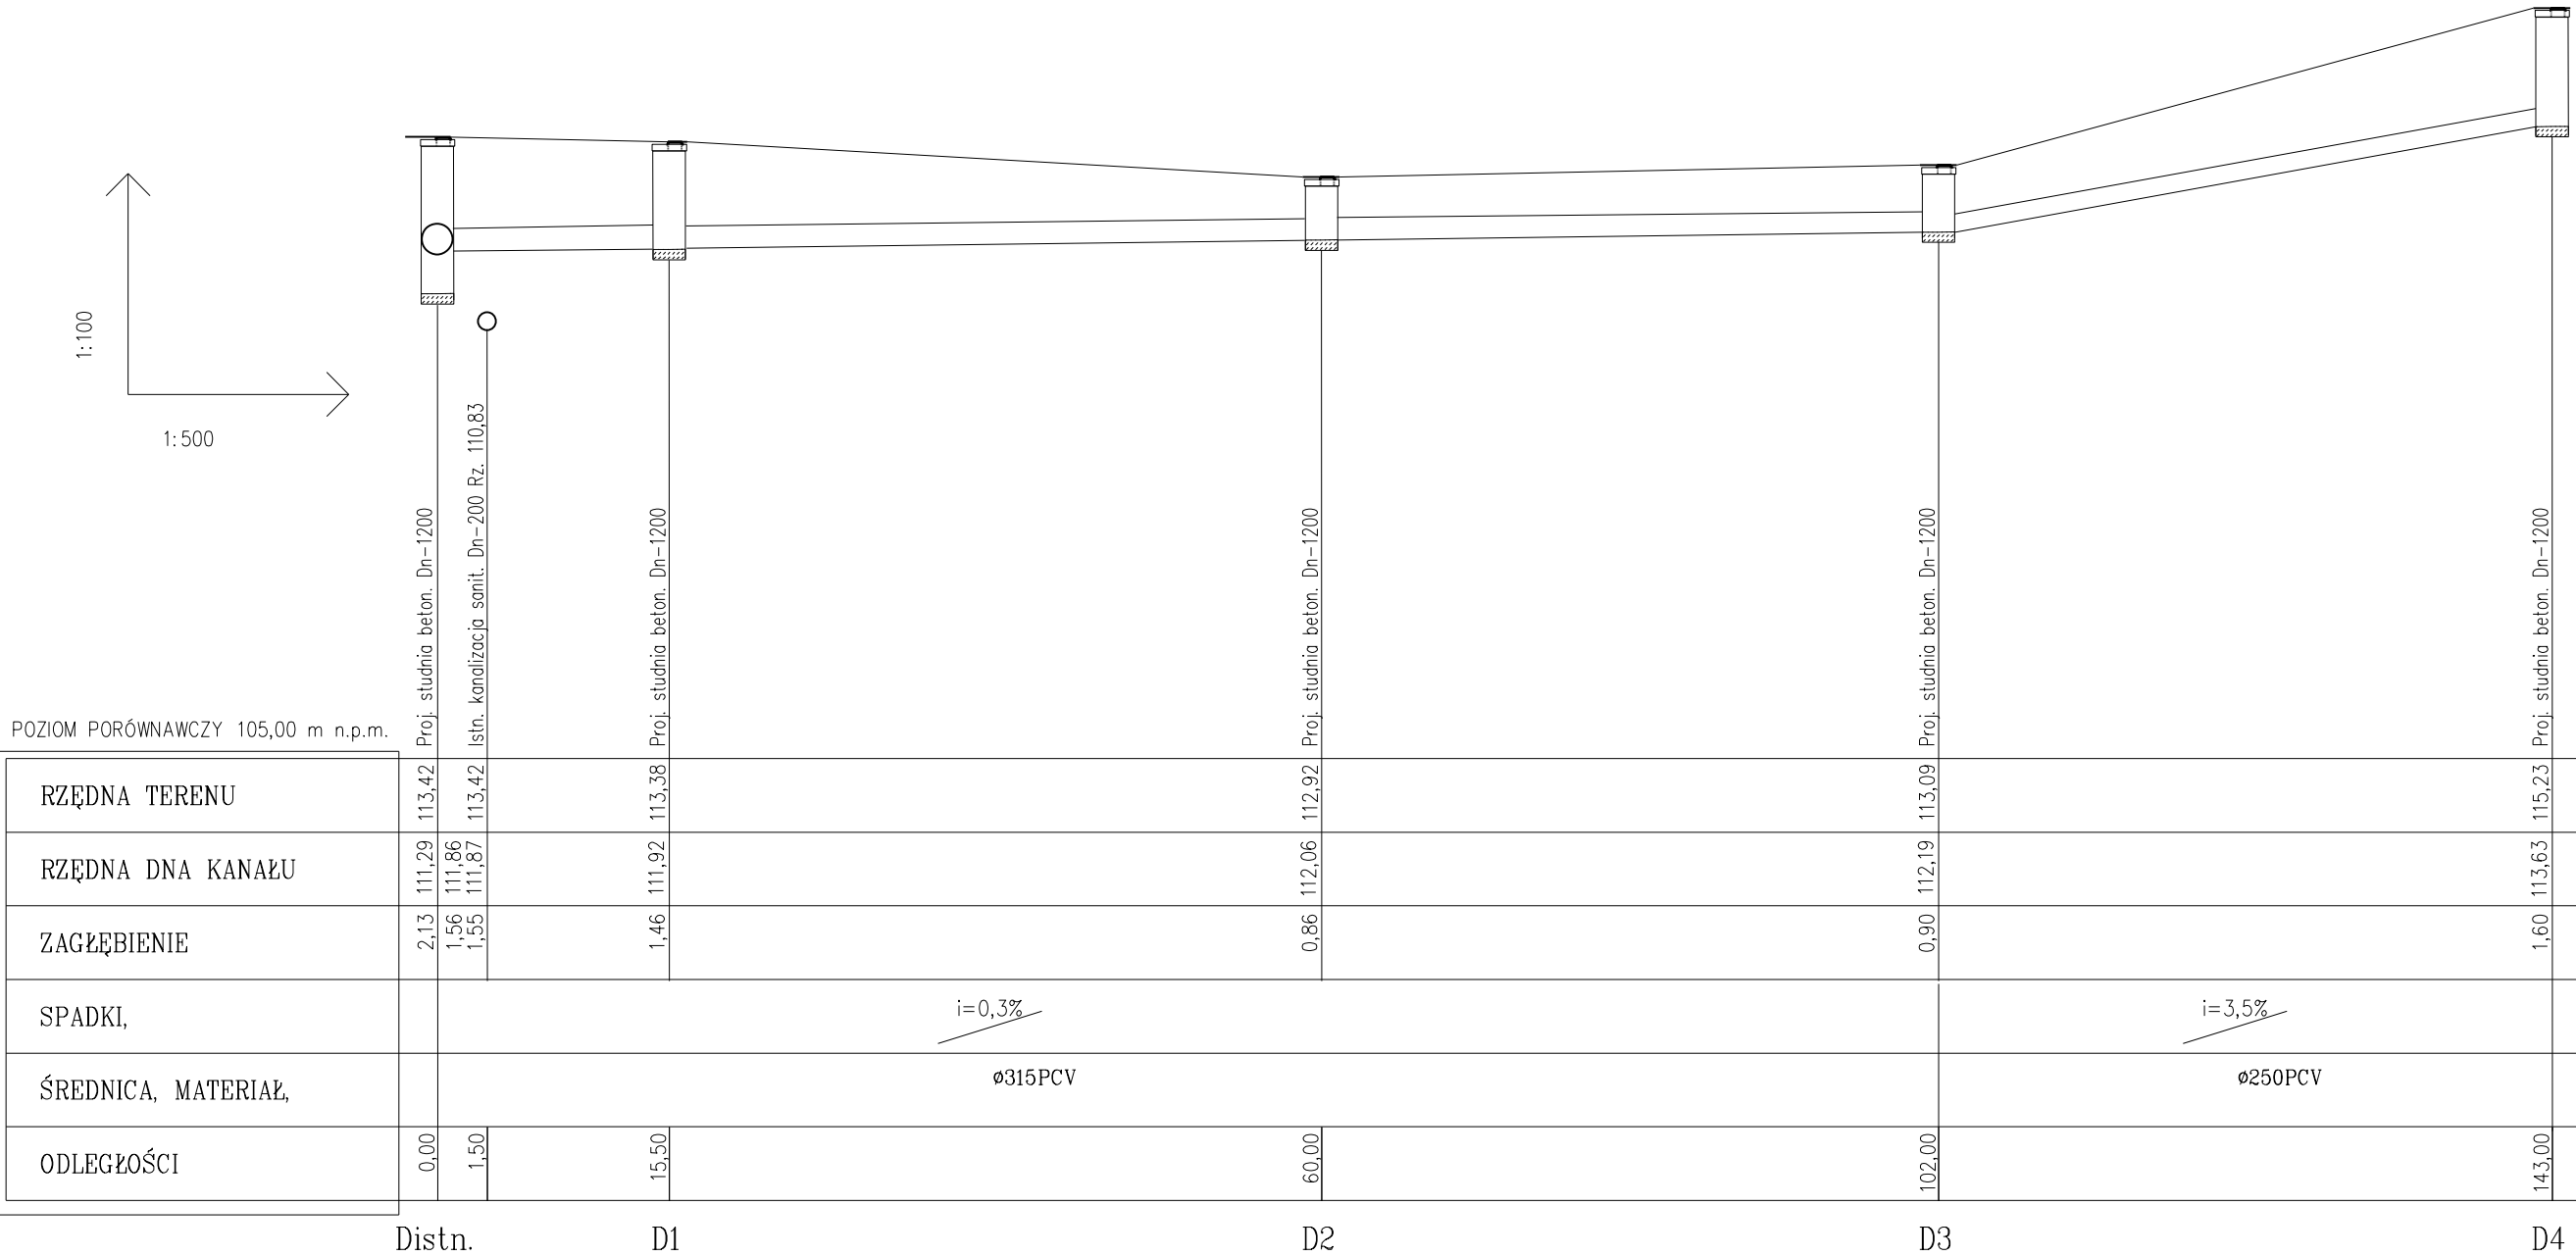 1:100
1:500
Proj. studnia beton. Dn-1200
Istn. kanalizacja sanit. Dn-200 Rz. 110,83
Proj. studnia beton. Dn-1200
Proj. studnia beton. Dn-1200
Proj. studnia beton. Dn-1200
Proj. studnia beton. Dn-1200
POZIOM PORÓWNAWCZY 105,00 m n.p.m.
RZĘDNA TERENU 113,42 113,42 113,38 112,92 113,09 115,23
RZĘDNA DNA KANAŁU 111,29 111,86 111,87 111,92 112,06 112,19 113,63
ZAGŁĘBIENIE 2,13 1,56 1,55 1,46 0,86 0,90 1,60
SPADKI, i=0,3% i=3,5%
ŚREDNICA, MATERIAŁ, ø315PCV ø250PCV
ODLEGŁOŚCI 0,00 1,50 15,50 60,00 102,00 143,00
Distn. D1 D2 D3 D4